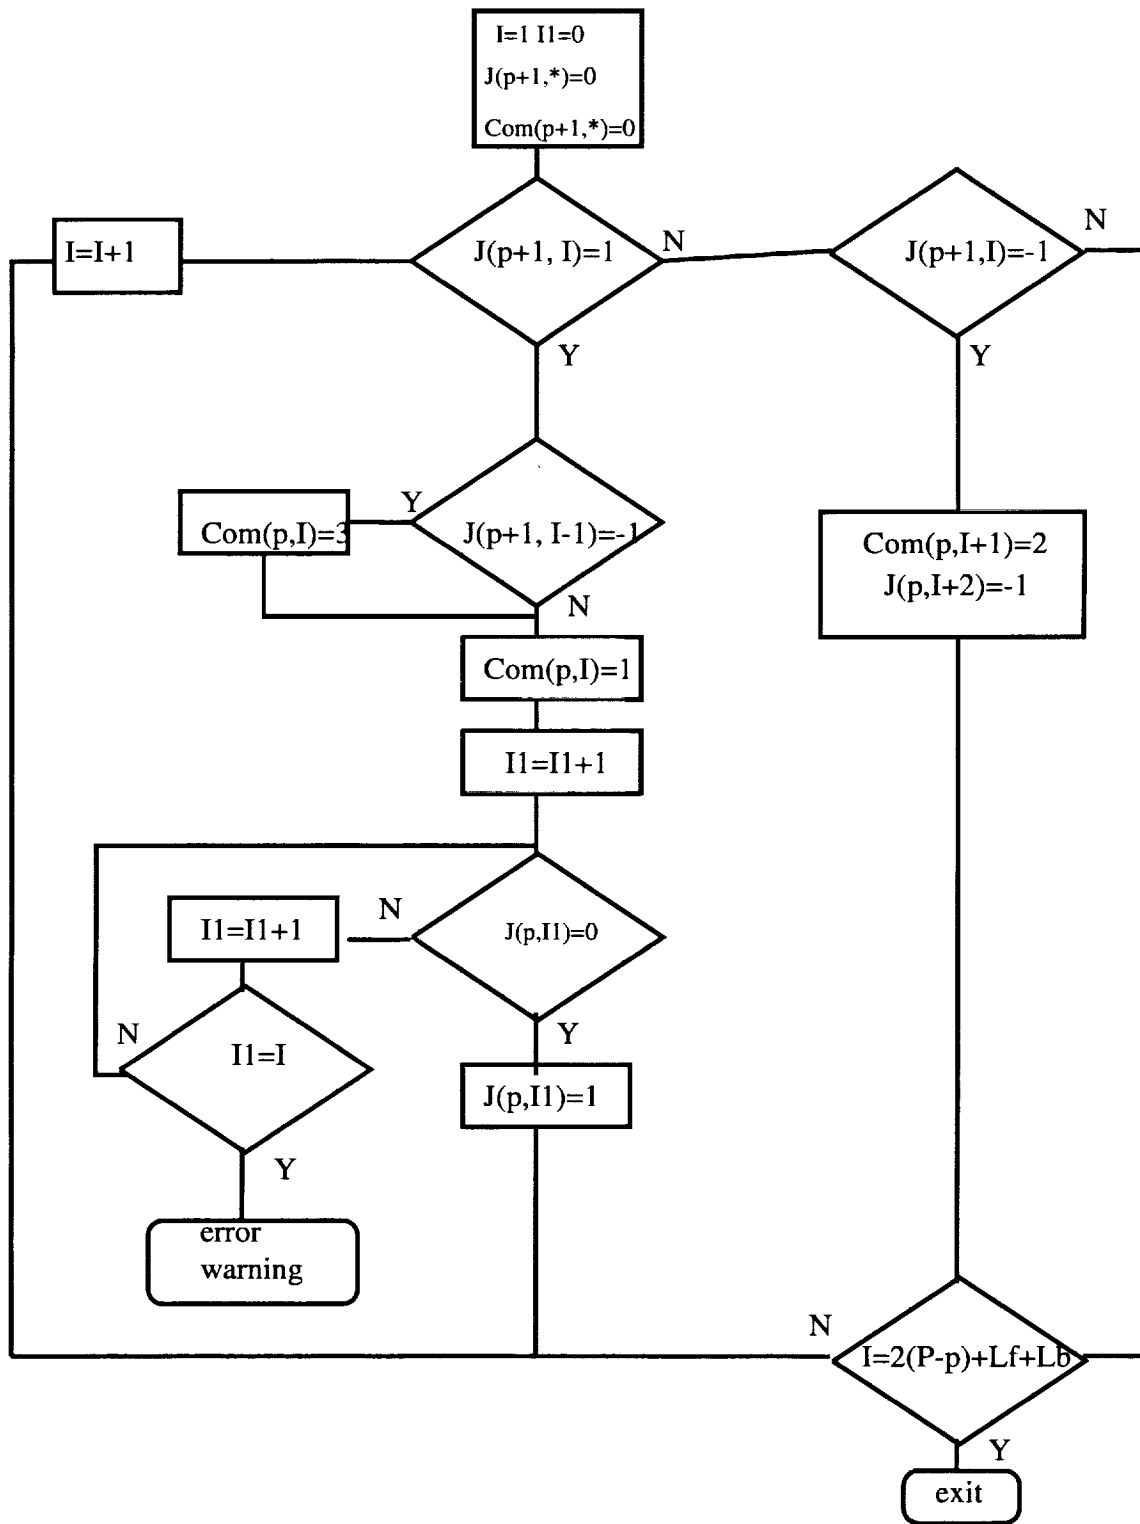 I=1 I1=0
J(p+1,*)=0
Com(p+1,*)=0
I=I+1
J(p+1, I)=1
N
J(p+1,I)=-1
N
Y
Y
Y
Com(p,I)=3
J(p+1, I-1)=-1
Com(p,I+1)=2
J(p,I+2)=-1
N
Com(p,I)=1
I1=I1+1
N
I1=I1+1
J(p,I1)=0
N
I1=I
Y
J(p,I1)=1
Y
error
warning
N
I=2(P-p)+Lf+Lb
Y
exit